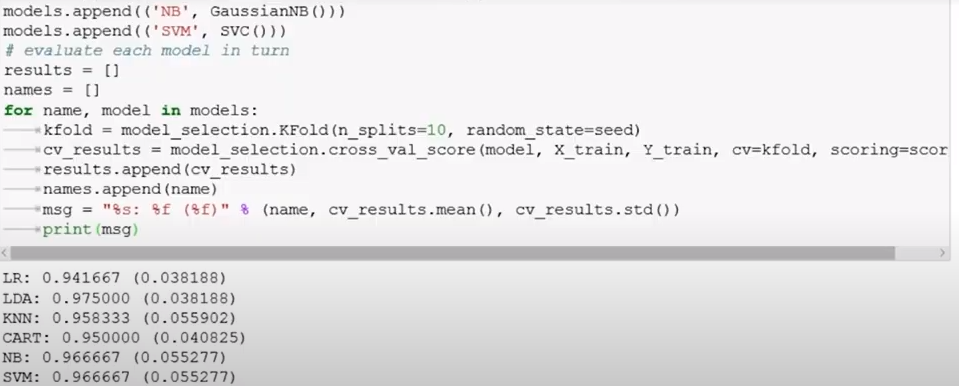 models.append(('NB', GaussianNB()))
models.append(('SVM', SVC()))
# evaluate each model in turn
results = []
names = []
for name, model in models:
kfold = model_selection.KFold(n_splits=10, random_state=seed)
cv_results = model_selection.cross_val_score(model, X_train, Y_train, cv=kfold, scoring=scor
results.append(cv_results)
names.append(name)
msg = "%s: %f (%f)" % (name, cv_results.mean(), cv_results.std())
print(msg)
LR: 0.941667 (0.038188)
LDA: 0.975000 (0.038188)
KNN: 0.958333 (0.055902)
CART: 0.950000 (0.040825)
NB: 0.966667 (0.055277)
SVM: 0.966667 (0.055277)